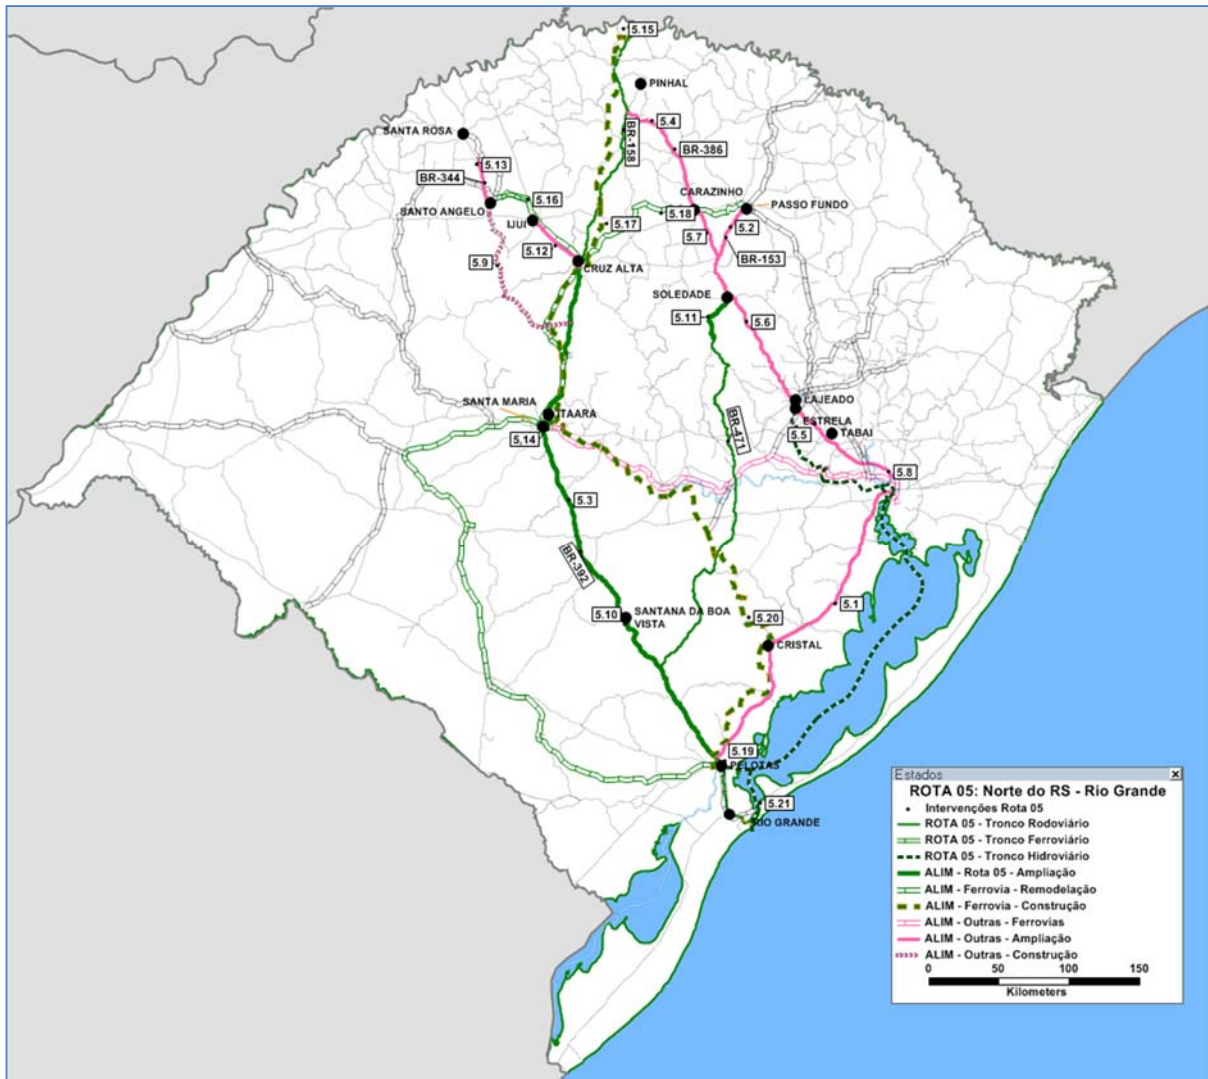 5.15
PINHAL
5.4
SANTA ROSA
BR-158
BR-386
5.13
BR-344
CARAZINHO
5.16
SANTO ANGELO
5.18
PASSO FUNDO
IJUI
5.17
5.2
5.7
5.12
BR-153
5.9
CRUZ ALTA
SOLEDADE
5.11
5.6
LAJEADO
SANTA MARIA
ITAARA
ESTRELA
5.5
TABAI
5.14
BR-471
5.8
5.3
BR-392
5.10
SANTANA DA BOA
VISTA
5.20
5.1
CRISTAL
5.19
PELOTAS
5.21
RIO GRANDE
Estados
ROTA 05: Norte do RS - Rio Grande
Intervenções Rota 05
ROTA 05 - Tronco Rodoviário
ROTA 05 - Tronco Ferroviário
ROTA 05 - Tronco Hidroviário
ALIM - Rota 05 - Ampliação
ALIM - Ferrovia - Remodelação
ALIM - Ferrovia - Construção
ALIM - Outras - Ferrovias
ALIM - Outras - Ampliação
ALIM - Outras - Construção
0 50 100 150
Kilometers